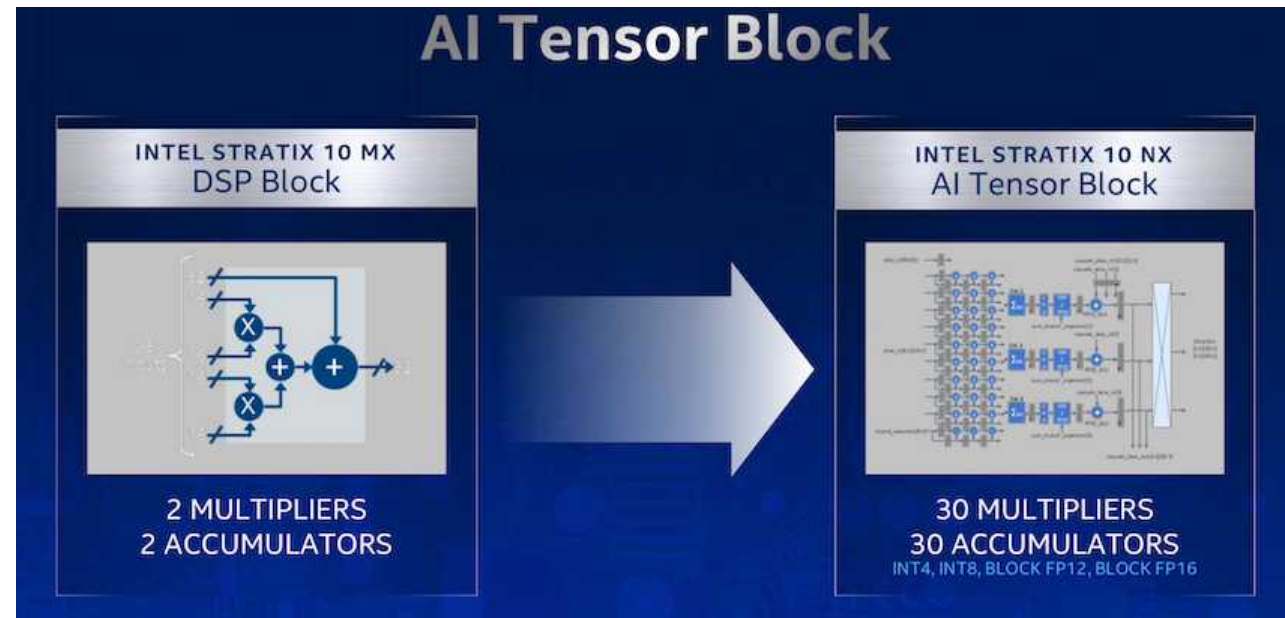 AI Tensor Block
INTEL STRATIX 10 MX
DSP Block
2 MULTIPLIERS
2 ACCUMULATORS
INTEL STRATIX 10 NX
AI Tensor Block
30 MULTIPLIERS
30 ACCUMULATORS
INT4, INT8, BLOCK FP12, BLOCK FP16